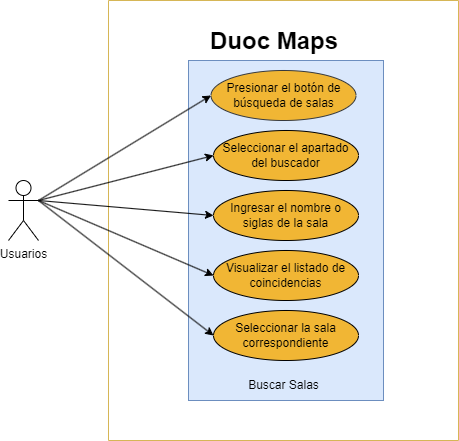 Duoc Maps
Presionar el botón de
búsqueda de salas
Seleccionar el apartado
del buscador
Ingresar el nombre o
siglas de la sala
Usuarios
Visualizar el listado de
coincidencias
Seleccionar la sala
correspondiente
Buscar Salas